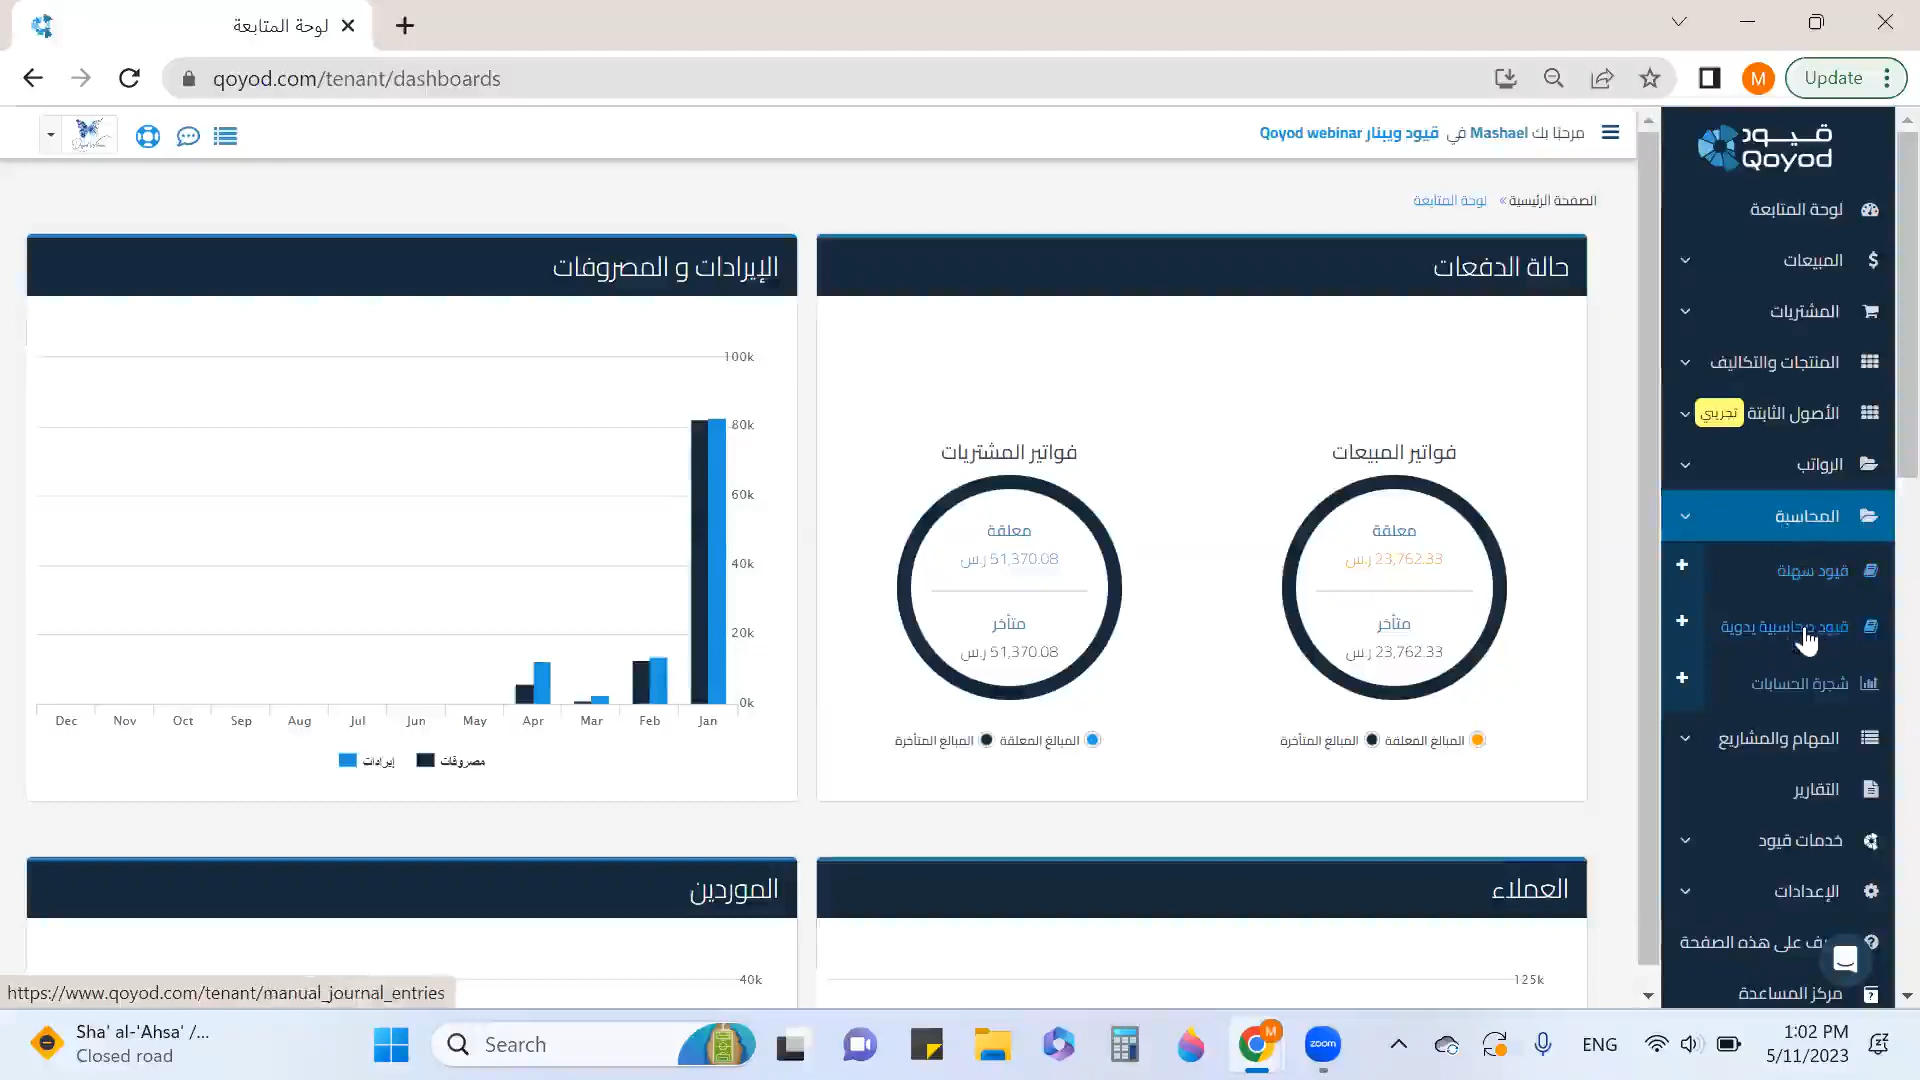 لوحة المتابعة
qoyod.com/tenant/dashboards
M
Update
مرحبًا بك Mashael في قيود ويبنار Qoyod webinar
قيود
Qoyod
الصفحة الرئيسية » لوحة المتابعة
لوحة المتابعة
المبيعات
المشتريات
المنتجات والتكاليف
الأصول الثابتة تجريبي
الرواتب
المحاسبة
قيود سهلة
قيود محاسبية يدوية
شجرة الحسابات
المهام والمشاريع
التقارير
خدمات قيود
الإعدادات
على هذه الصفحة
مركز المساعدة
حالة الدفعات
فواتير المبيعات
معلقة
23,762.33 ر.س
متأخر
23,762.33 ر.س
المبالغ المعلقة
المبالغ المتأخرة
فواتير المشتريات
معلقة
51,370.08 ر.س
متأخر
51,370.08 ر.س
المبالغ المعلقة
المبالغ المتأخرة
الإيرادات و المصروفات
100k
80k
60k
40k
20k
0k
Dec Nov Oct Sep Aug Jul Jun May Apr Mar Feb Jan
إيرادات
مصروفات
العملاء
125k
الموردين
40k
https://www.qoyod.com/tenant/manual_journal_entries
Sha' al-'Ahsa' /...
Closed road
Search
M
zoom
ENG
1:02 PM
5/11/2023